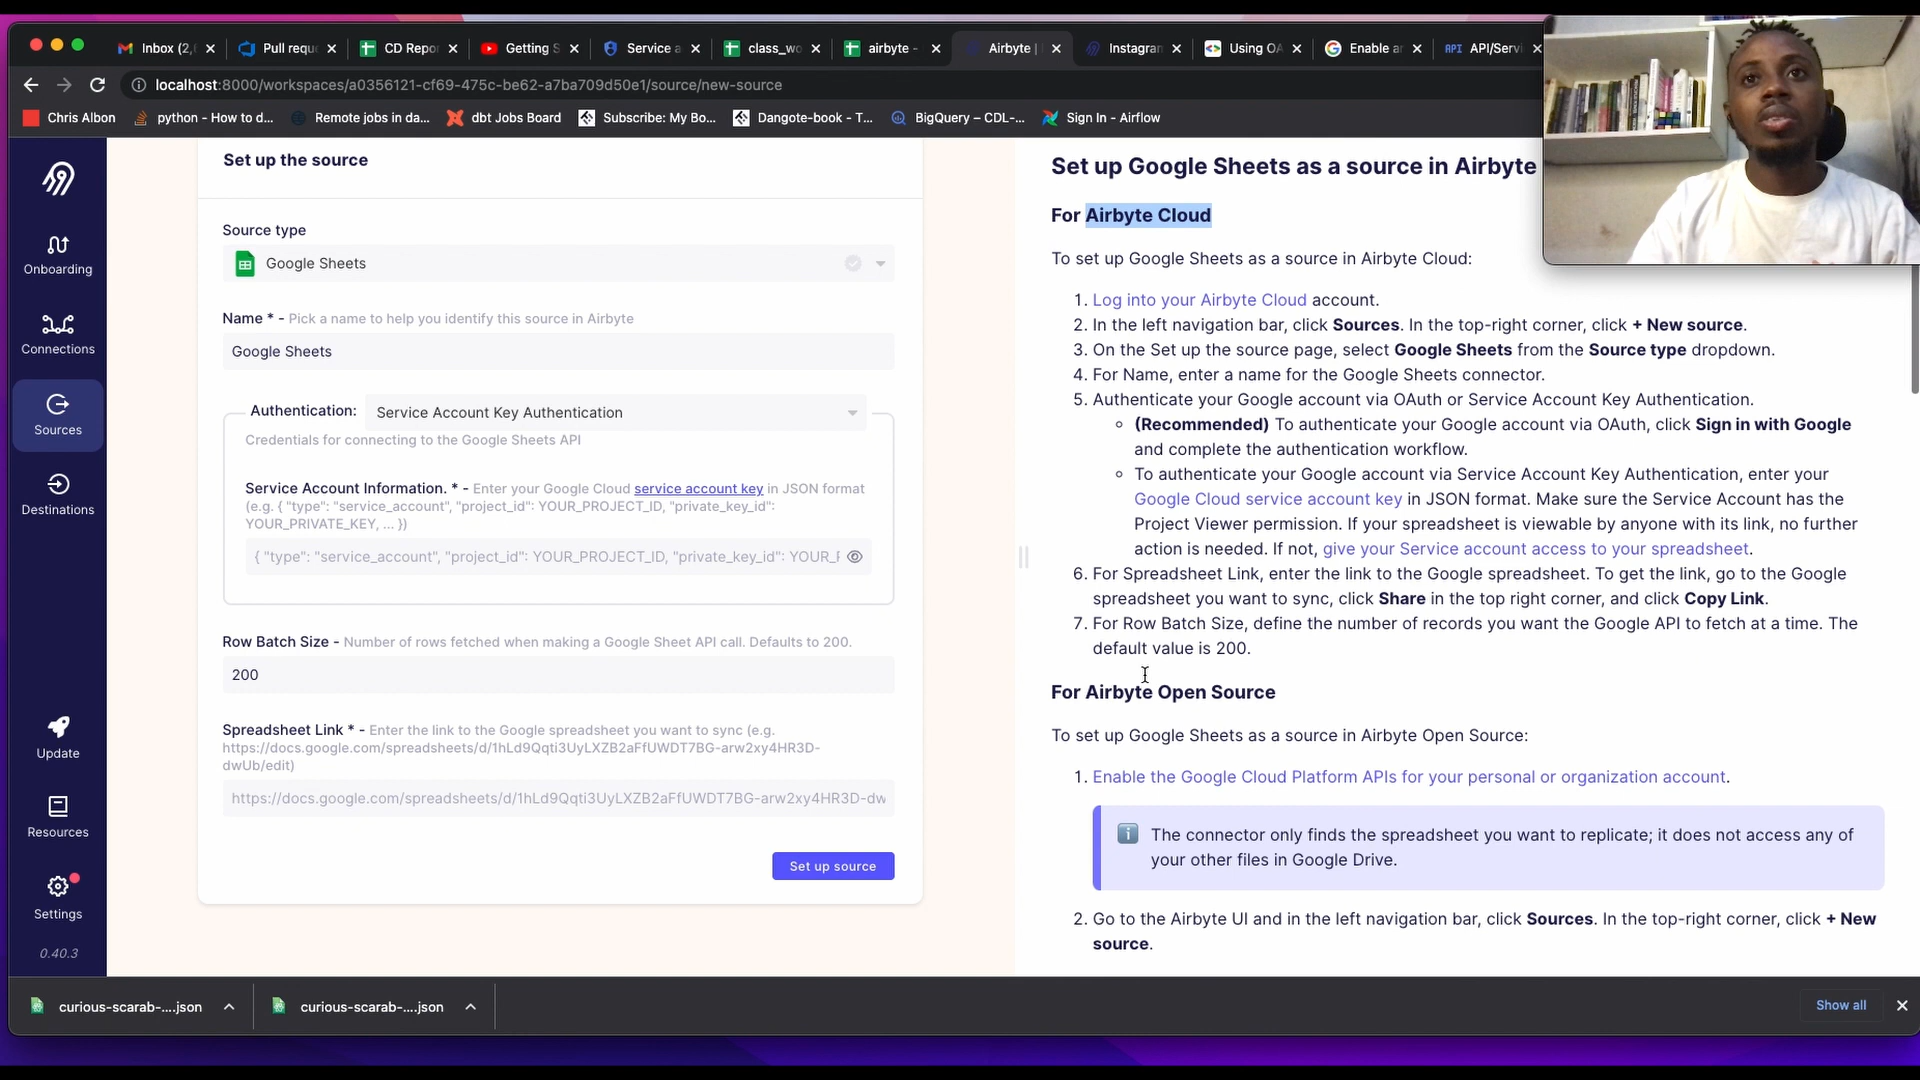 Inbox (2,
Pull requ
CD Repo
Getting S
Service a
class_wo
airbyte -
Airbyte |
Instagran
Using OA
Enable a
API API/Servi
localhost:8000/workspaces/a0356121-cf69-475c-be62-a7ba709d50e1/source/new-source
Chris Albon
python - How to d...
Remote jobs in da...
dbt Jobs Board
Subscribe: My Bo...
Dangote-book - T...
BigQuery – CDL-...
Sign In - Airflow
Onboarding
Connections
Sources
Destinations
Update
Resources
Settings
0.40.3
Set up the source
Source type
Google Sheets
Name * - Pick a name to help you identify this source in Airbyte
Google Sheets
Authentication: Service Account Key Authentication
Credentials for connecting to the Google Sheets API
Service Account Information. * - Enter your Google Cloud service account key in JSON format
(e.g. { "type": "service_account", "project_id": YOUR_PROJECT_ID, "private_key_id":
YOUR_PRIVATE_KEY, ... })
{ "type": "service_account", "project_id": YOUR_PROJECT_ID, "private_key_id": YOUR_F
Row Batch Size - Number of rows fetched when making a Google Sheet API call. Defaults to 200.
200
Spreadsheet Link * - Enter the link to the Google spreadsheet you want to sync (e.g.
https://docs.google.com/spreadsheets/d/1hLd9Qqti3UyLXZB2aFfUWDT7BG-arw2xy4HR3D-
dwUb/edit)
https://docs.google.com/spreadsheets/d/1hLd9Qqti3UyLXZB2aFfUWDT7BG-arw2xy4HR3D-dw
Set up source
Set up Google Sheets as a source in Airbyte
For Airbyte Cloud
To set up Google Sheets as a source in Airbyte Cloud:
1. Log into your Airbyte Cloud account.
2. In the left navigation bar, click Sources. In the top-right corner, click + New source.
3. On the Set up the source page, select Google Sheets from the Source type dropdown.
4. For Name, enter a name for the Google Sheets connector.
5. Authenticate your Google account via OAuth or Service Account Key Authentication.
(Recommended) To authenticate your Google account via OAuth, click Sign in with Google
and complete the authentication workflow.
To authenticate your Google account via Service Account Key Authentication, enter your
Google Cloud service account key in JSON format. Make sure the Service Account has the
Project Viewer permission. If your spreadsheet is viewable by anyone with its link, no further
action is needed. If not, give your Service account access to your spreadsheet.
6. For Spreadsheet Link, enter the link to the Google spreadsheet. To get the link, go to the Google
spreadsheet you want to sync, click Share in the top right corner, and click Copy Link.
7. For Row Batch Size, define the number of records you want the Google API to fetch at a time. The
default value is 200.
For Airbyte Open Source
To set up Google Sheets as a source in Airbyte Open Source:
1. Enable the Google Cloud Platform APIs for your personal or organization account.
The connector only finds the spreadsheet you want to replicate; it does not access any of
your other files in Google Drive.
2. Go to the Airbyte UI and in the left navigation bar, click Sources. In the top-right corner, click + New
source.
curious-scarab-....json
curious-scarab-....json
Show all